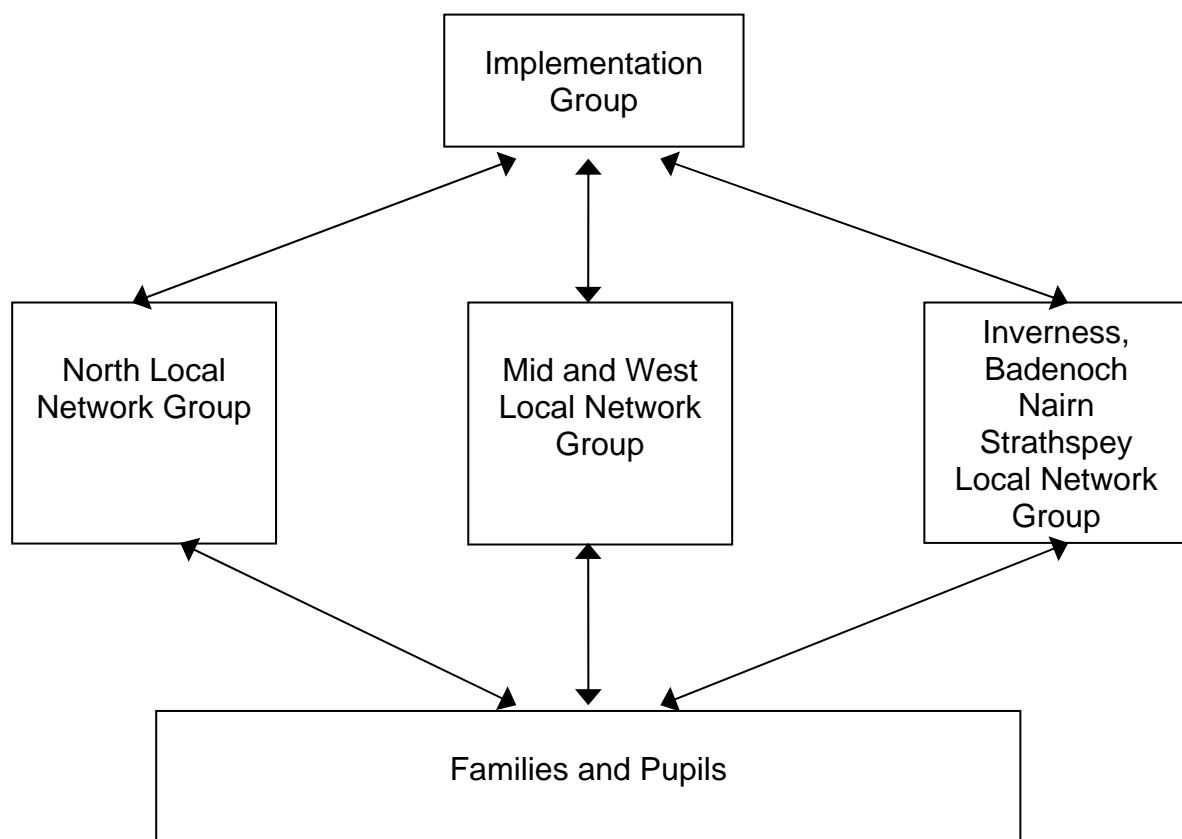 Implementation
Group
North Local
Network Group
Mid and West
Local Network
Group
Inverness,
Badenoch
Nairn
Strathspey
Local Network
Group
Families and Pupils